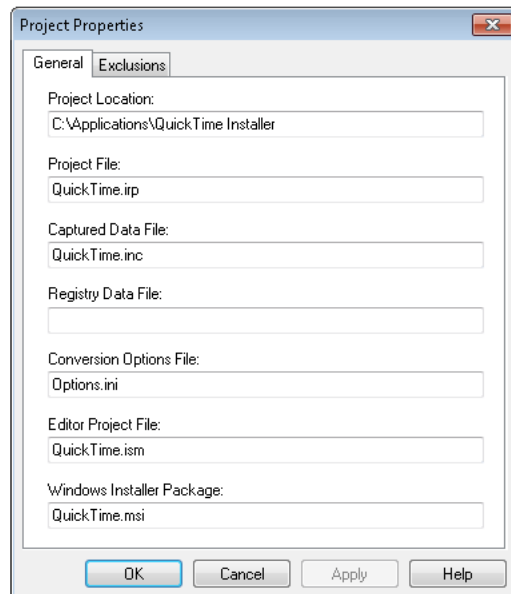 Project Properties
General Exclusions
Project Location:
C:\Applications\QuickTime Installer
Project File:
QuickTime.irp
Captured Data File:
QuickTime.inc
Registry Data File:
Conversion Options File:
Options.ini
Editor Project File:
QuickTime.ism
Windows Installer Package:
QuickTime.msi
OK Cancel Apply Help